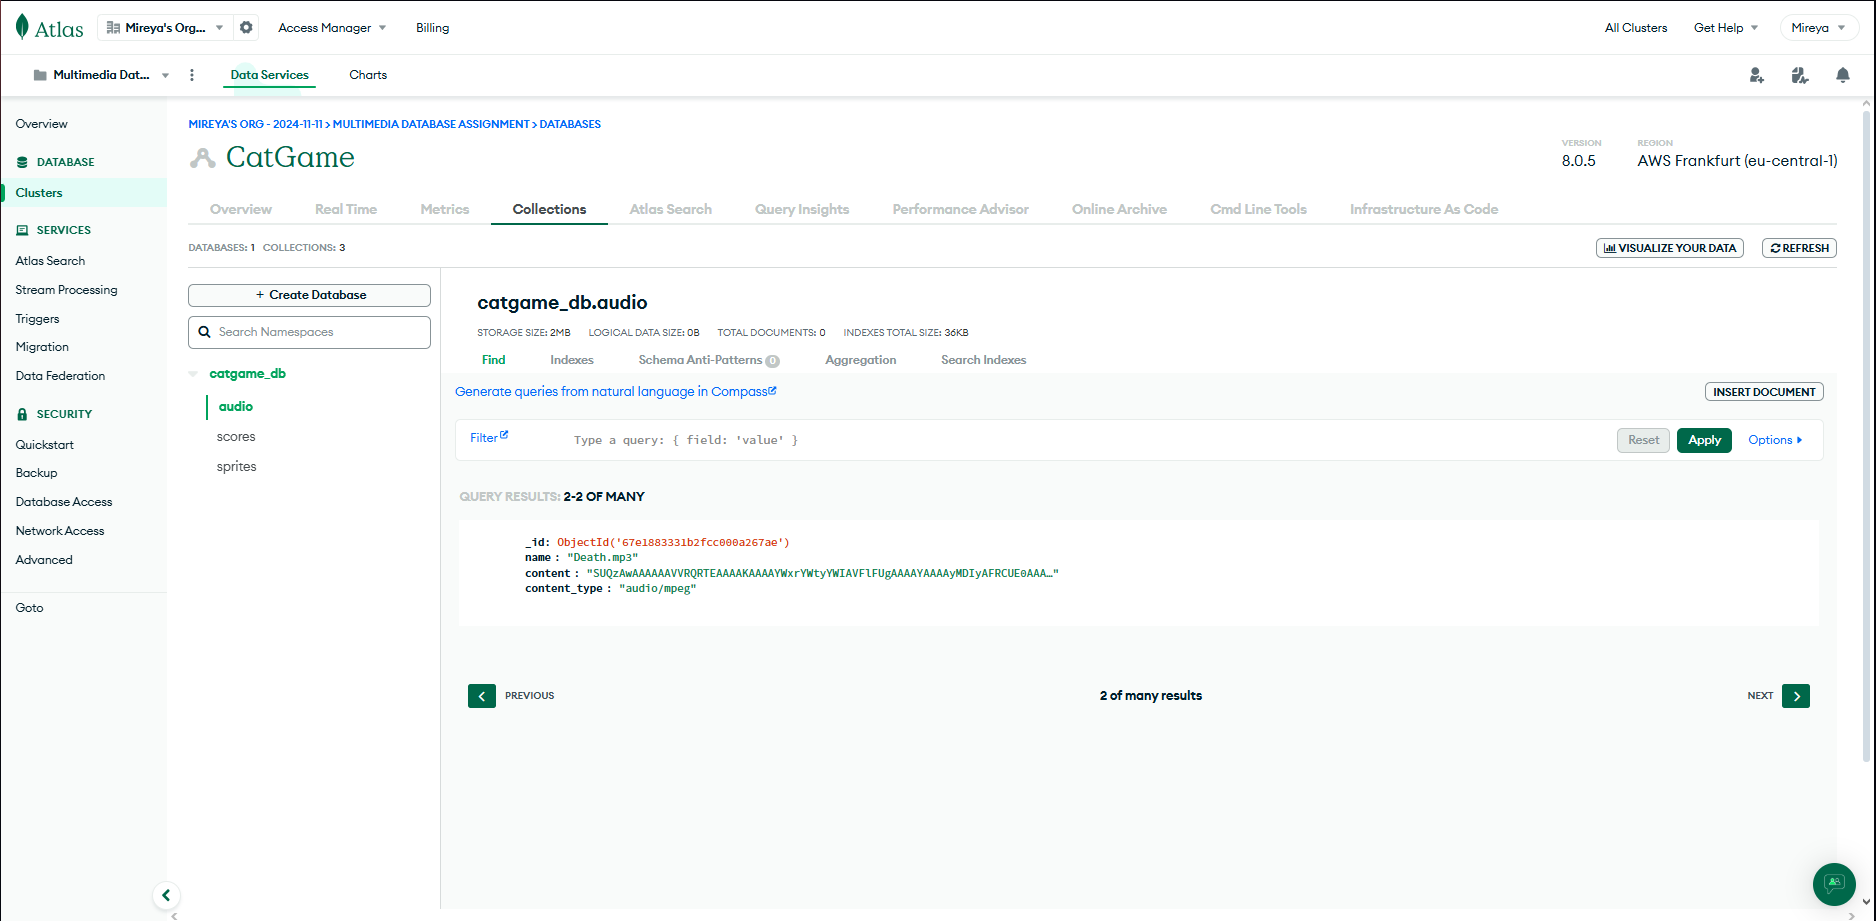 Atlas
Mireya's Org...
Access Manager
Billing
All Clusters
Get Help
Mireya
Multimedia Dat...
Data Services
Charts
Overview
DATABASE
Clusters
SERVICES
Atlas Search
Stream Processing
Triggers
Migration
Data Federation
SECURITY
Quickstart
Backup
Database Access
Network Access
Advanced
Goto
MIREYA'S ORG - 2024-11-11 > MULTIMEDIA DATABASE ASSIGNMENT > DATABASES
CatGame
VERSION
8.0.5
REGION
AWS Frankfurt (eu-central-1)
Overview
Real Time
Metrics
Collections
Atlas Search
Query Insights
Performance Advisor
Online Archive
Cmd Line Tools
Infrastructure As Code
DATABASES: 1 COLLECTIONS: 3
VISUALIZE YOUR DATA
REFRESH
+ Create Database
Search Namespaces
catgame_db
audio
scores
sprites
catgame_db.audio
STORAGE SIZE: 2MB LOGICAL DATA SIZE: 0B TOTAL DOCUMENTS: 0 INDEXES TOTAL SIZE: 36KB
Find
Indexes
Schema Anti-Patterns 0
Aggregation
Search Indexes
Generate queries from natural language in Compass
INSERT DOCUMENT
Filter
Type a query: { field: 'value' }
Reset
Apply
Options
QUERY RESULTS: 2-2 OF MANY
_id: ObjectId('67e1883331b2fcc000a267ae')
name : "Death.mp3"
content : "SUQzAwAAAAAAVVRQRTEAAAAKAAAAYWxrYWtyYWIAVFlFUgAAAAYAAAAyMDIyAFRCUE0AAA…"
content_type : "audio/mpeg"
PREVIOUS
2 of many results
NEXT